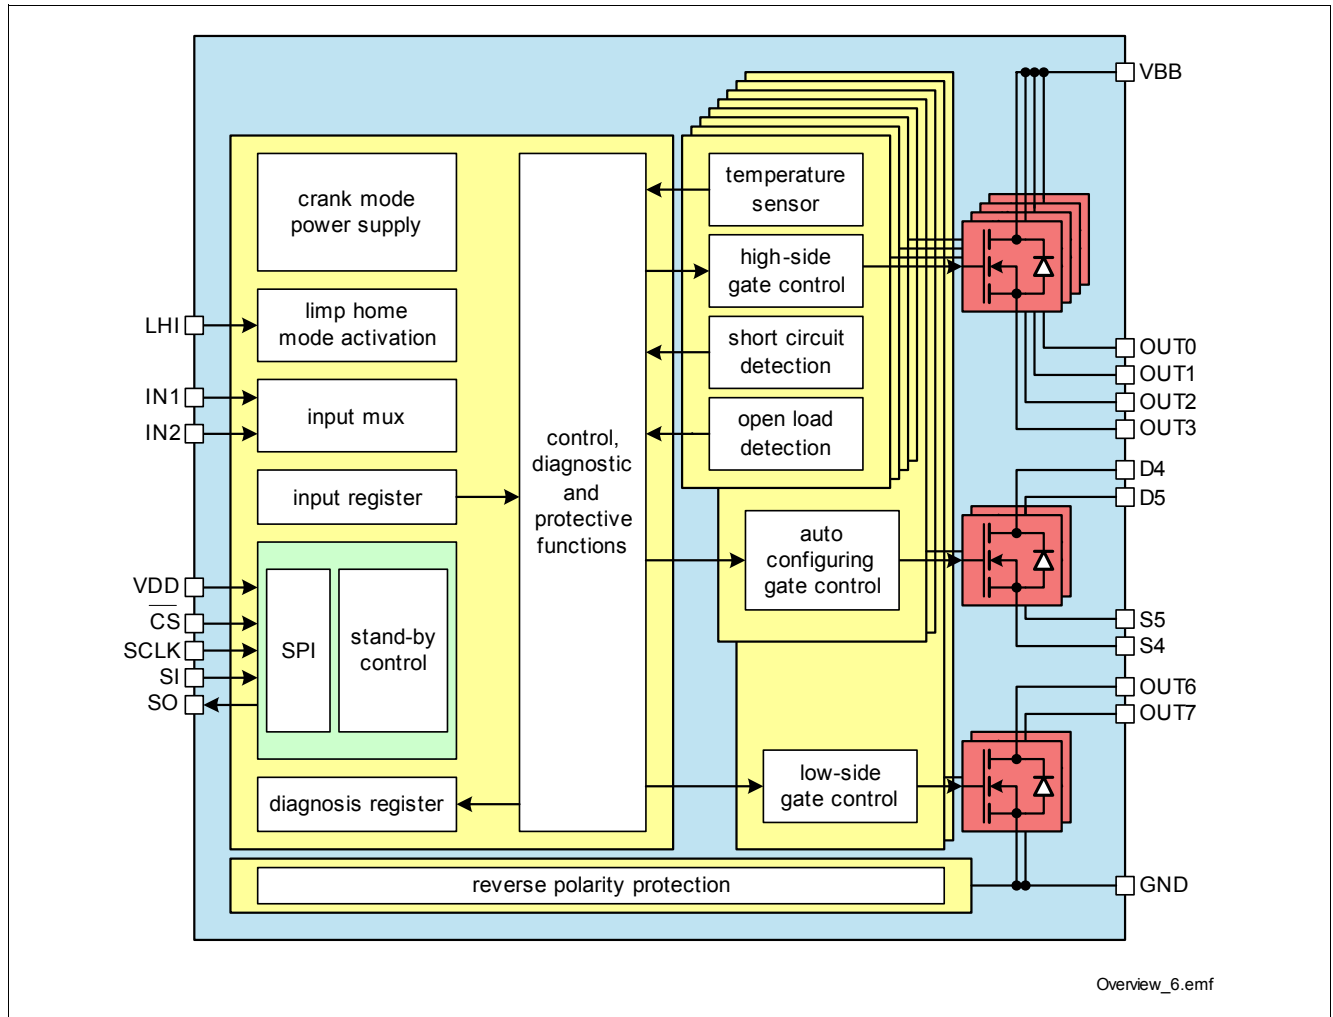 VBB
temperature
sensor
crank mode
power supply
high-side
gate control
LHI
limp home
mode activation
short circuit
detection
OUT0
OUT1
OUT2
OUT3
IN1
IN2
input mux
open load
detection
control,
diagnostic
and
protective
functions
D4
D5
input register
auto
configuring
gate control
VDD
CS
SCLK
SI
SO
SPI
stand-by
control
S5
S4
OUT6
OUT7
low-side
gate control
diagnosis register
reverse polarity protection
GND
Overview_6.emf